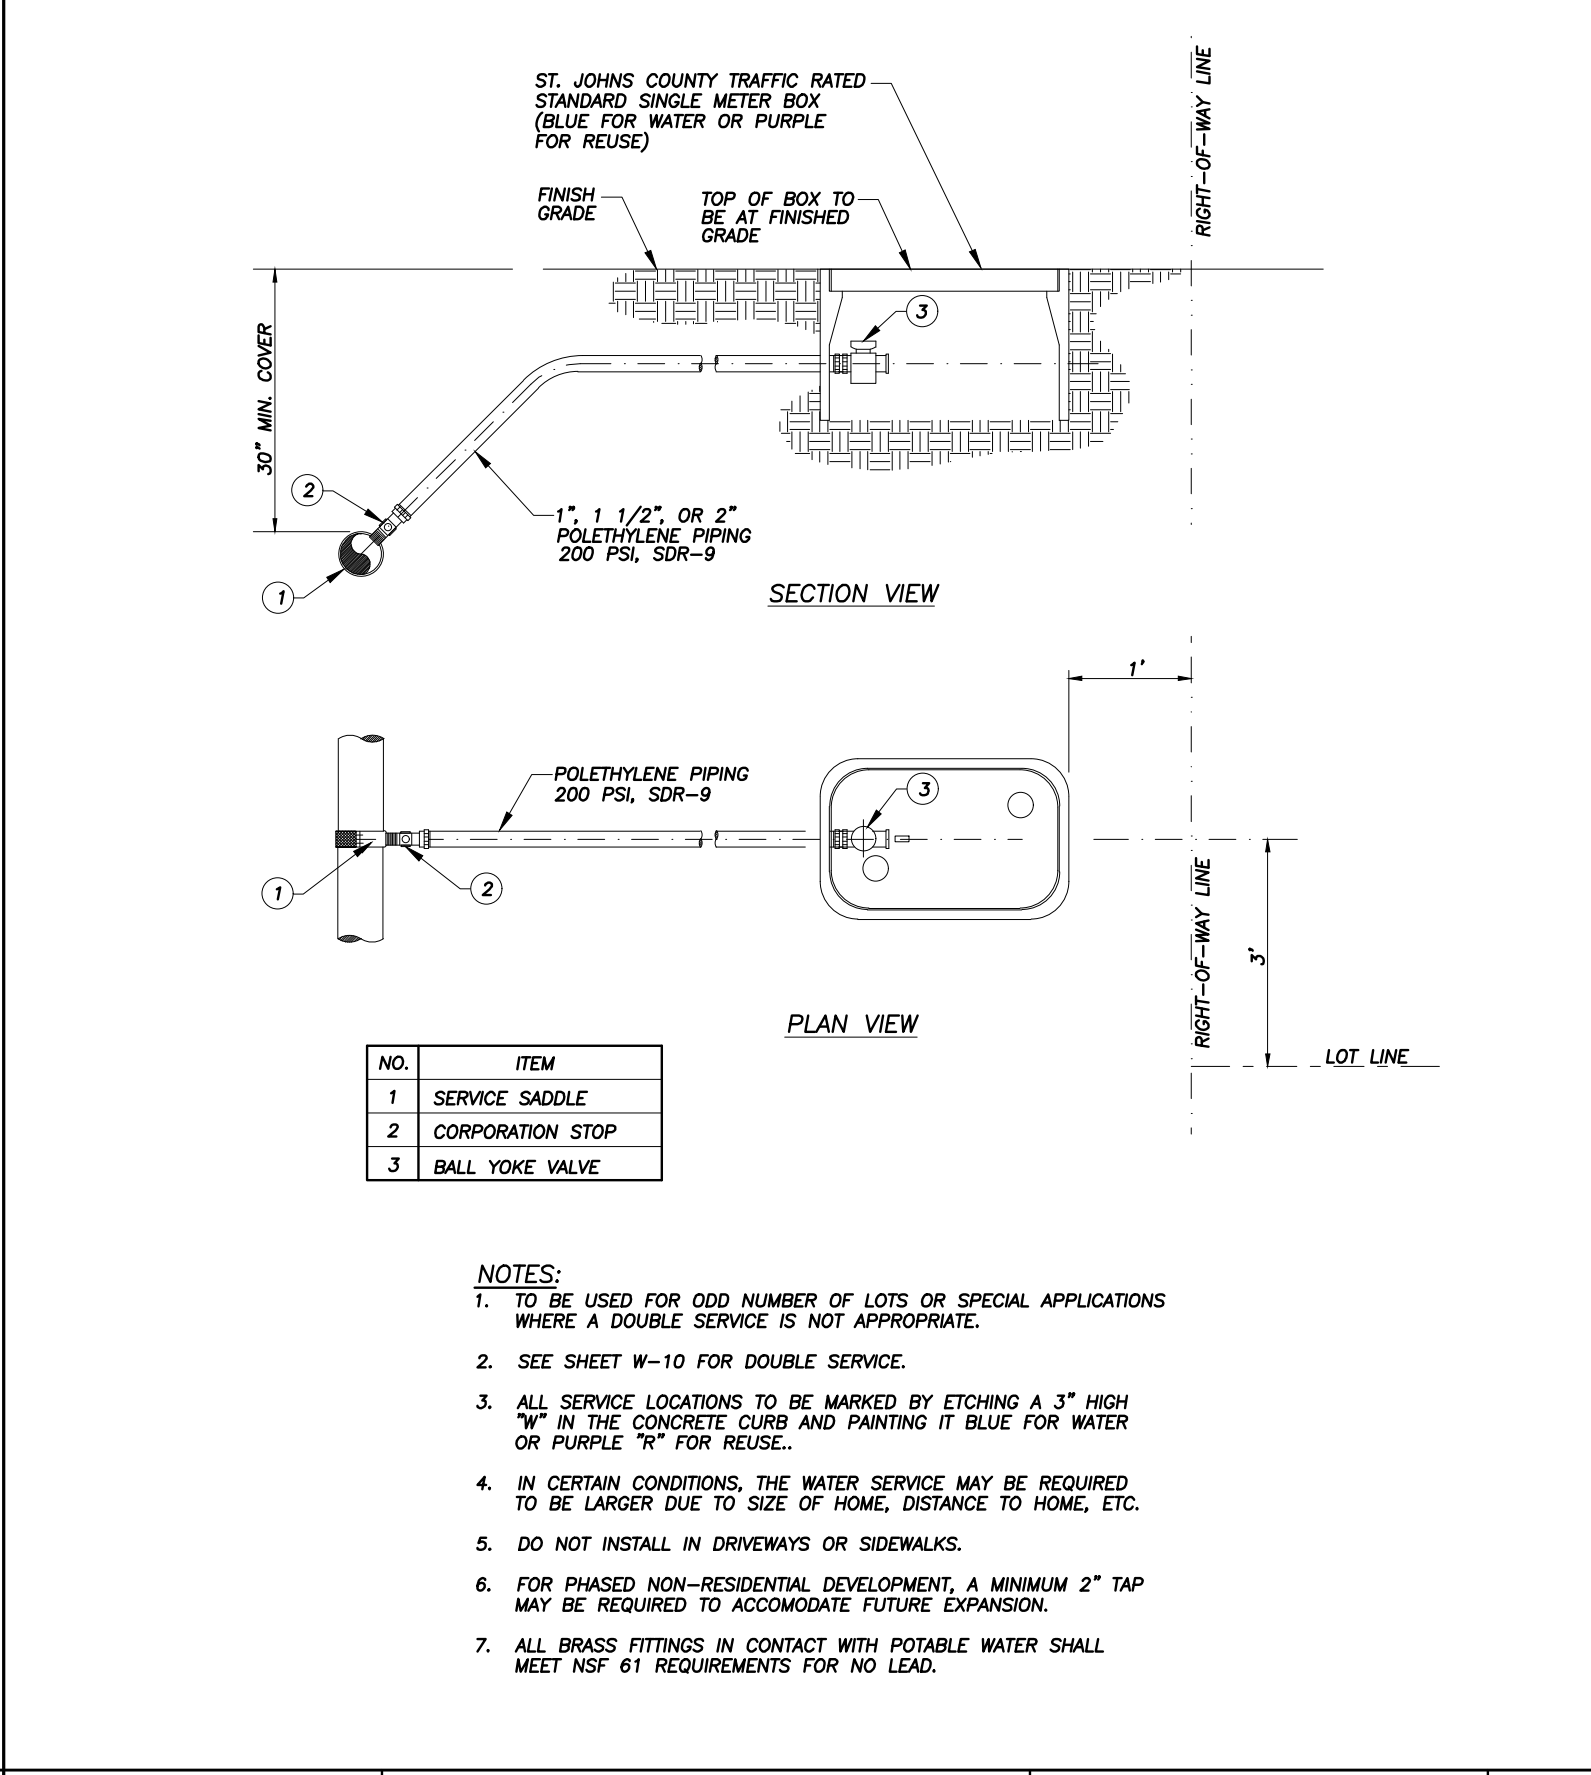 ST. JOHNS COUNTY TRAFFIC RATED
STANDARD SINGLE METER BOX
(BLUE FOR WATER OR PURPLE
FOR REUSE)
RIGHT-OF-WAY LINE
FINISH
GRADE
TOP OF BOX TO
BE AT FINISHED
GRADE
3
30" MIN. COVER
2
1", 1 1/2", OR 2"
POLETHYLENE PIPING
200 PSI, SDR-9
1
SECTION VIEW
1'
POLETHYLENE PIPING
200 PSI, SDR-9
3
1
2
RIGHT-OF-WAY LINE
3'
PLAN VIEW
LOT LINE
NO. ITEM
1 SERVICE SADDLE
2 CORPORATION STOP
3 BALL YOKE VALVE
NOTES:
1. TO BE USED FOR ODD NUMBER OF LOTS OR SPECIAL APPLICATIONS
WHERE A DOUBLE SERVICE IS NOT APPROPRIATE.
2. SEE SHEET W-10 FOR DOUBLE SERVICE.
3. ALL SERVICE LOCATIONS TO BE MARKED BY ETCHING A 3" HIGH
"W" IN THE CONCRETE CURB AND PAINTING IT BLUE FOR WATER
OR PURPLE "R" FOR REUSE..
4. IN CERTAIN CONDITIONS, THE WATER SERVICE MAY BE REQUIRED
TO BE LARGER DUE TO SIZE OF HOME, DISTANCE TO HOME, ETC.
5. DO NOT INSTALL IN DRIVEWAYS OR SIDEWALKS.
6. FOR PHASED NON-RESIDENTIAL DEVELOPMENT, A MINIMUM 2" TAP
MAY BE REQUIRED TO ACCOMODATE FUTURE EXPANSION.
7. ALL BRASS FITTINGS IN CONTACT WITH POTABLE WATER SHALL
MEET NSF 61 REQUIREMENTS FOR NO LEAD.